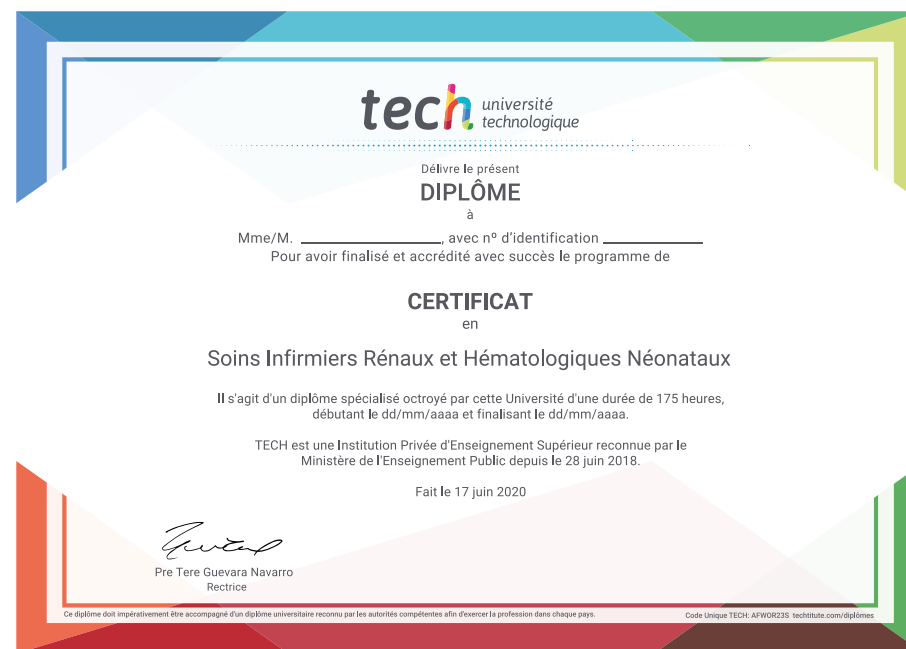 tech université
technologique
Délivre le présent
DIPLÔME
à
Mme/M. ____________________, avec nº d'identification ______________
Pour avoir finalisé et accrédité avec succès le programme de
CERTIFICAT
en
Soins Infirmiers Rénaux et Hématologiques Néonataux
Il s'agit d'un diplôme spécialisé octroyé par cette Université d'une durée de 175 heures,
débutant le dd/mm/aaaa et finalisant le dd/mm/aaaa.
TECH est une Institution Privée d'Enseignement Supérieur reconnue par le
Ministère de l'Enseignement Public depuis le 28 juin 2018.
Fait le 17 juin 2020
Pre Tere Guevara Navarro
Rectrice
Ce diplôme doit impérativement être accompagné d'un diplôme universitaire reconnu par les autorités compétentes afin d'exercer la profession dans chaque pays.
Code Unique TECH: AFWOR23S techtitute.com/diplômes